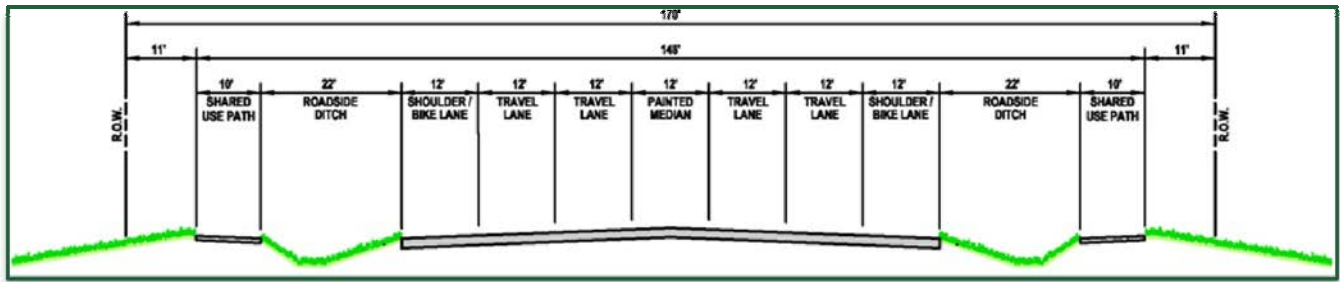 170'
11' 148' 11'
10' 22' 12' 12' 12' 12' 12' 12' 12' 22' 10'
SHARED
USE PATH
ROADSIDE
DITCH
SHOULDER /
BIKE LANE
TRAVEL
LANE
TRAVEL
LANE
PAINTED
MEDIAN
TRAVEL
LANE
TRAVEL
LANE
SHOULDER /
BIKE LANE
ROADSIDE
DITCH
SHARED
USE PATH
R.O.W.
R.O.W.